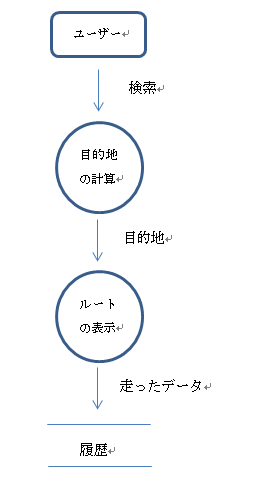 ユーザー
検索
目的地
の計算
目的地
ルート
の表示
走ったデータ
履歴